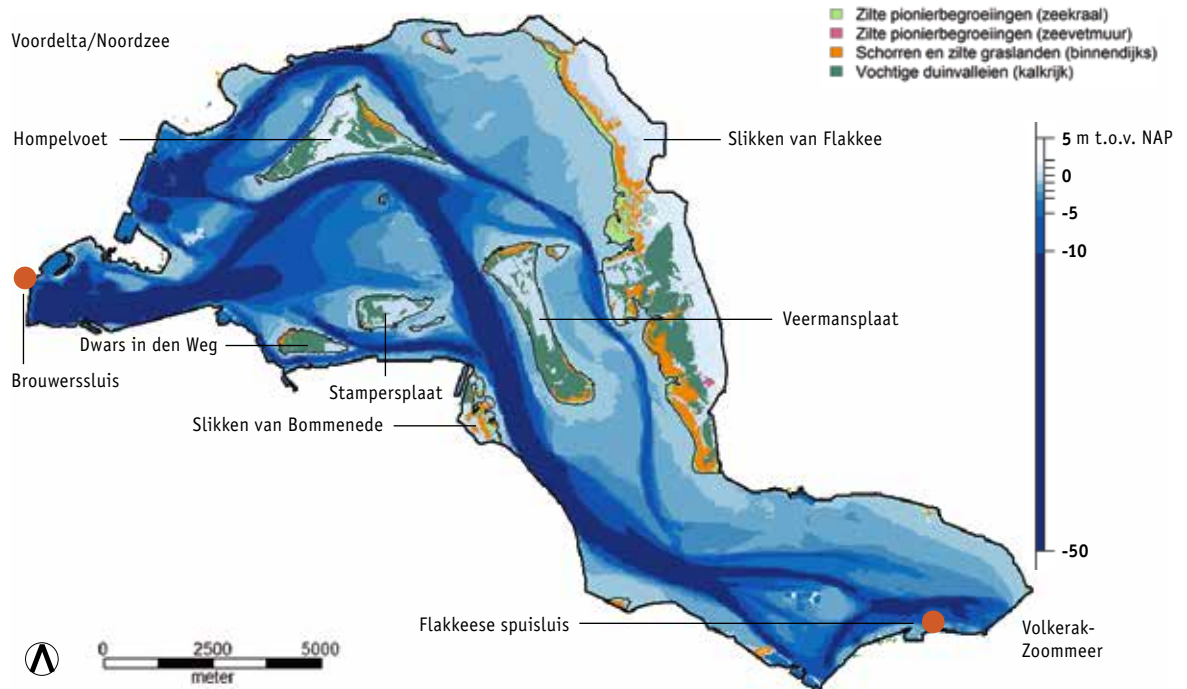 Voordelta/Noordzee
Zilte pionierbegroeiingen (zeekraal)
Zilte pionierbegroeiingen (zeevetmuur)
Schorren en zilte graslanden (binnendijks)
Vochtige duinvalleien (kalkrijk)
Hompelvoet
Slikken van Flakkee
5 m t.o.v. NAP
0
-5
-10
-50
Veermansplaat
Dwars in den Weg
Brouwerssluis
Stampersplaat
Slikken van Bommenede
Flakkeese spuisluis
Volkerak-
Zoommeer
0 2500 5000
meter